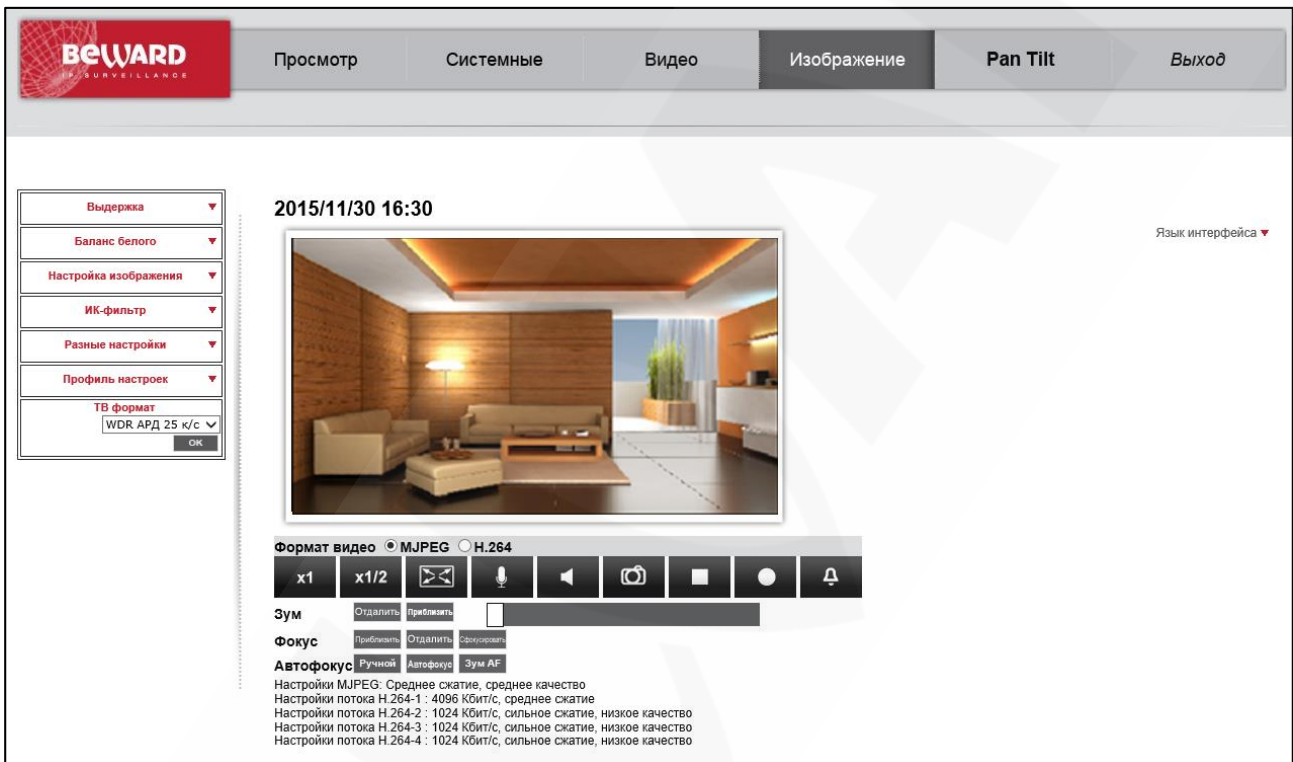 BEWARD
IP SURVEILLANCE
Просмотр
Системные
Видео
Изображение
Pan Tilt
Выход
Выдержка
Баланс белого
Настройка изображения
ИК-фильтр
Разные настройки
Профиль настроек
ТВ формат
WDR АРД 25 к/с
OK
2015/11/30 16:30
Язык интерфейса
Формат видео MJPEG H.264
x1 x1/2
Зум Отдалить Приблизить
Фокус Приблизить Отдалить Сфокусировать
Автофокус Ручной Автофокус Зум AF
Настройки MJPEG: Среднее сжатие, среднее качество
Настройки потока H.264-1 : 4096 Кбит/с, среднее сжатие
Настройки потока H.264-2 : 1024 Кбит/с, сильное сжатие, низкое качество
Настройки потока H.264-3 : 1024 Кбит/с, сильное сжатие, низкое качество
Настройки потока H.264-4 : 1024 Кбит/с, сильное сжатие, низкое качество